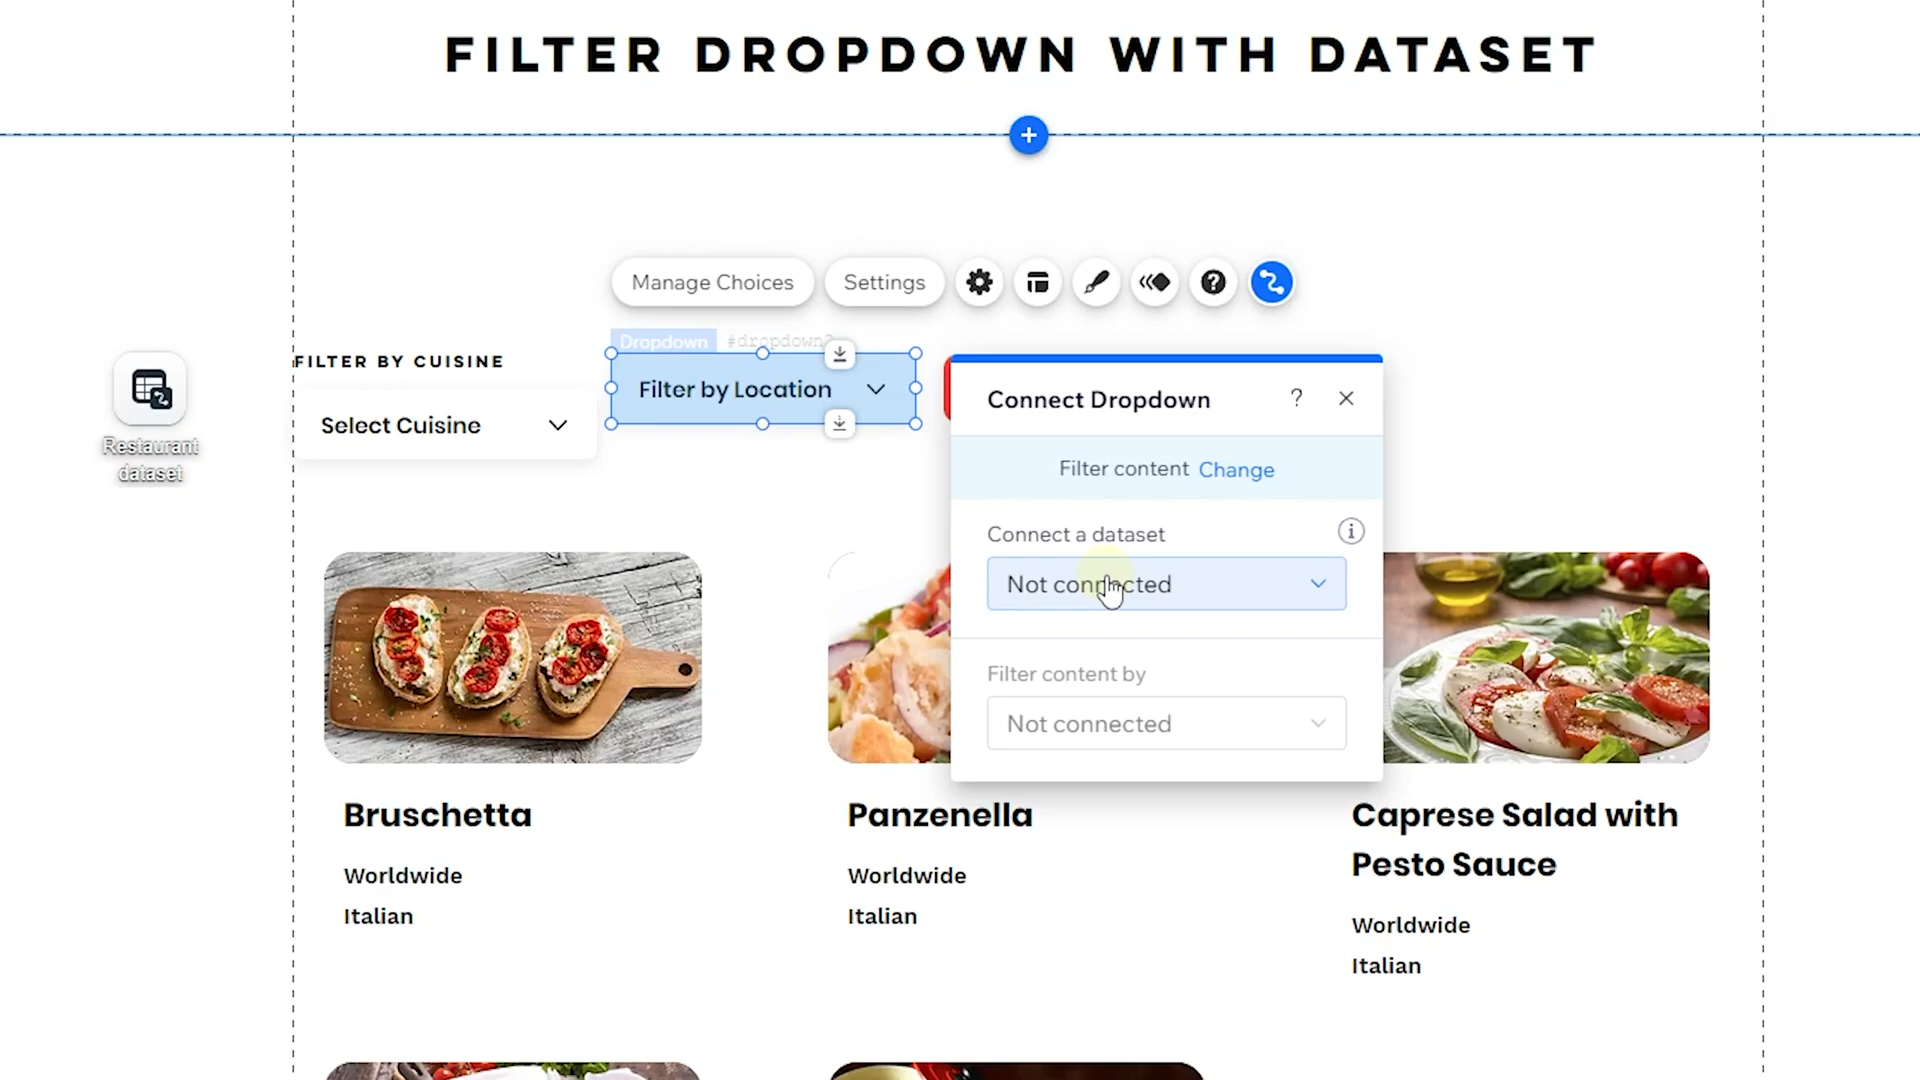 FILTER DROPDOWN WITH DATASET
+
Manage Choices
Settings
?
Dropdown #dropdown2
FILTER BY CUISINE
Select Cuisine
Filter by Location
Restaurant
dataset
Connect Dropdown
?
Filter content Change
Connect a dataset
i
Not connected
Filter content by
Not connected
Bruschetta
Worldwide
Italian
Panzenella
Worldwide
Italian
Caprese Salad with
Pesto Sauce
Worldwide
Italian